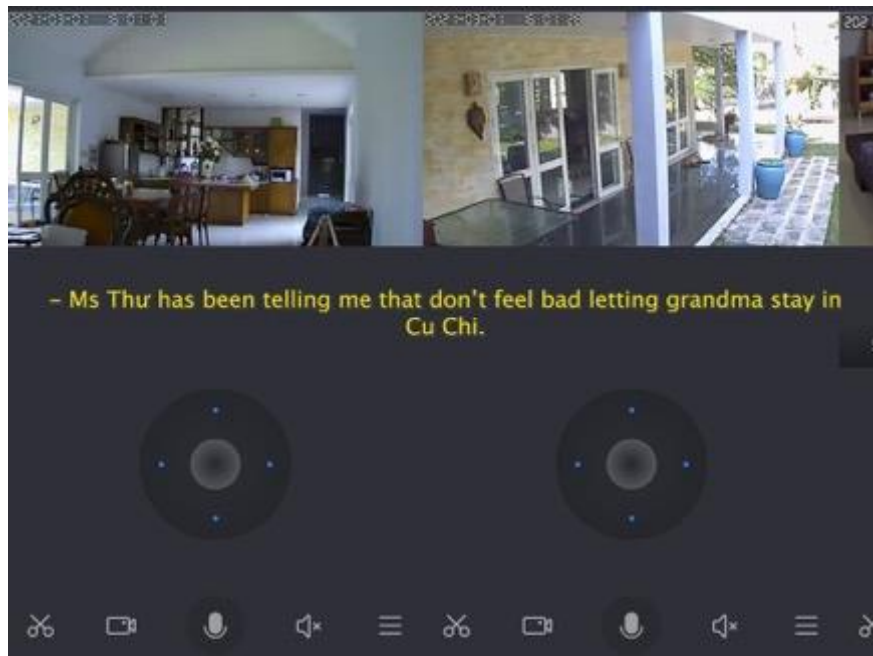 – Ms Thư has been telling me that don't feel bad letting grandma stay in
Cu Chi.